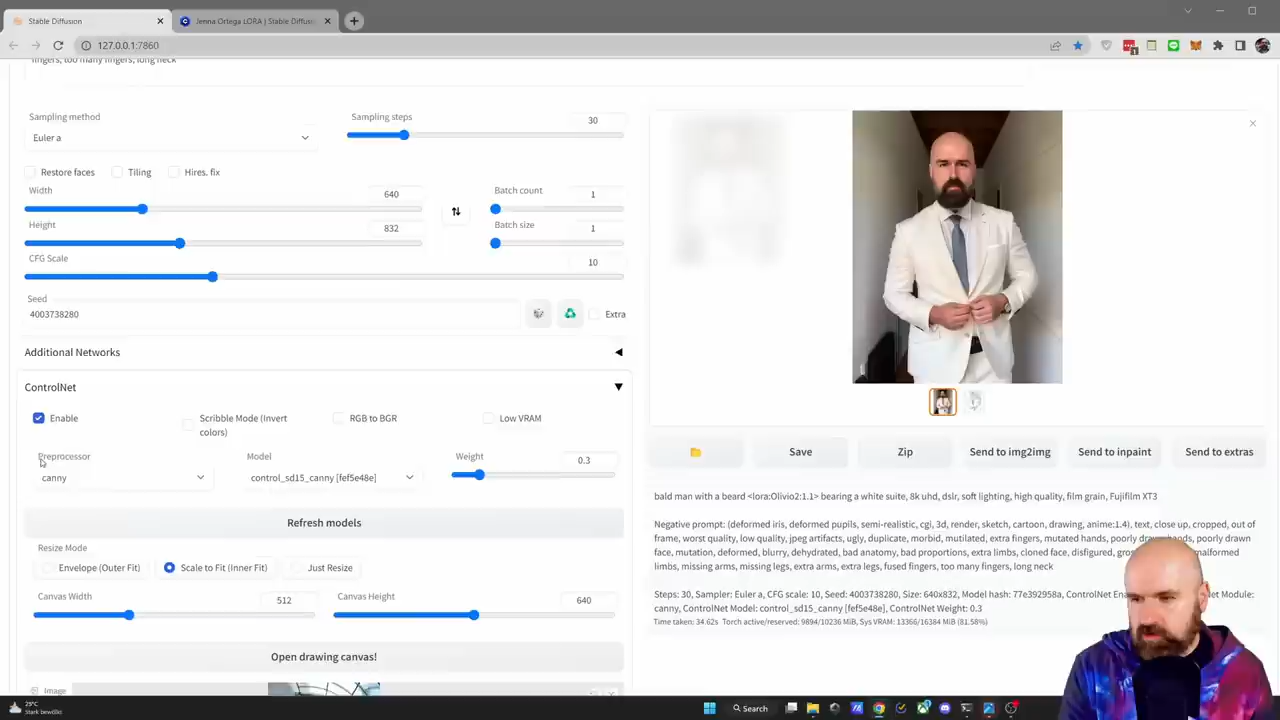 Stable Diffusion
Jenna Ortega LORA | Stable Diffusi
127.0.0.1:7860
fingers, too many fingers, long neck
Sampling method
Euler a
Sampling steps
30
Restore faces
Tiling
Hires. fix
Width
640
Height
832
Batch count
1
Batch size
1
CFG Scale
10
Seed
4003738280
Extra
Additional Networks
ControlNet
Enable
Scribble Mode (Invert
colors)
RGB to BGR
Low VRAM
Preprocessor
canny
Model
control_sd15_canny [fef5e48e]
Weight
0.3
Refresh models
Resize Mode
Envelope (Outer Fit)
Scale to Fit (Inner Fit)
Just Resize
Canvas Width
512
Canvas Height
640
Open drawing canvas!
Image
Save
Zip
Send to img2img
Send to inpaint
Send to extras
bald man with a beard <lora:Olivio2:1.1> bearing a white suite, 8k uhd, dslr, soft lighting, high quality, film grain, Fujifilm XT3
Negative prompt: (deformed iris, deformed pupils, semi-realistic, cgi, 3d, render, sketch, cartoon, drawing, anime:1.4), text, close up, cropped, out of
frame, worst quality, low quality, jpeg artifacts, ugly, duplicate, morbid, mutilated, extra fingers, mutated hands, poorly drawn hands, poorly drawn
face, mutation, deformed, blurry, dehydrated, bad anatomy, bad proportions, extra limbs, cloned face, disfigured, malformed
limbs, missing arms, missing legs, extra arms, extra legs, fused fingers, too many fingers, long neck
Steps: 30, Sampler: Euler a, CFG scale: 10, Seed: 4003738280, Size: 640x832, Model hash: 77e392958a, ControlNet Module:
canny, ControlNet Model: control_sd15_canny [fef5e48e], ControlNet Weight: 0.3
Time taken: 34.62s Torch active/reserved: 9894/10236 MiB, Sys VRAM: 13366/16384 MiB (81.58%)
25°C
Stark bewölkt
Search